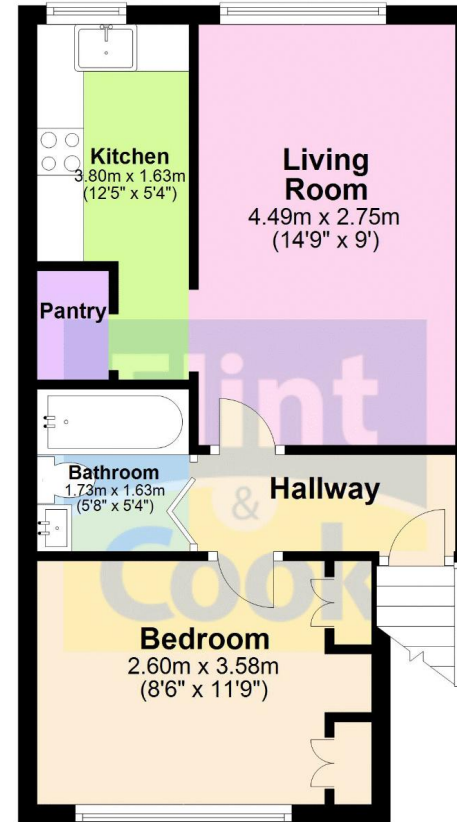 Kitchen
3.80m x 1.63m
(12'5" x 5'4")
Living
Room
4.49m x 2.75m
(14'9" x 9')
Pantry
Flint
Bathroom
1.73m x 1.63m
(5'8" x 5'4")
Hallway
&
Cook
Bedroom
2.60m x 3.58m
(8'6" x 11'9")